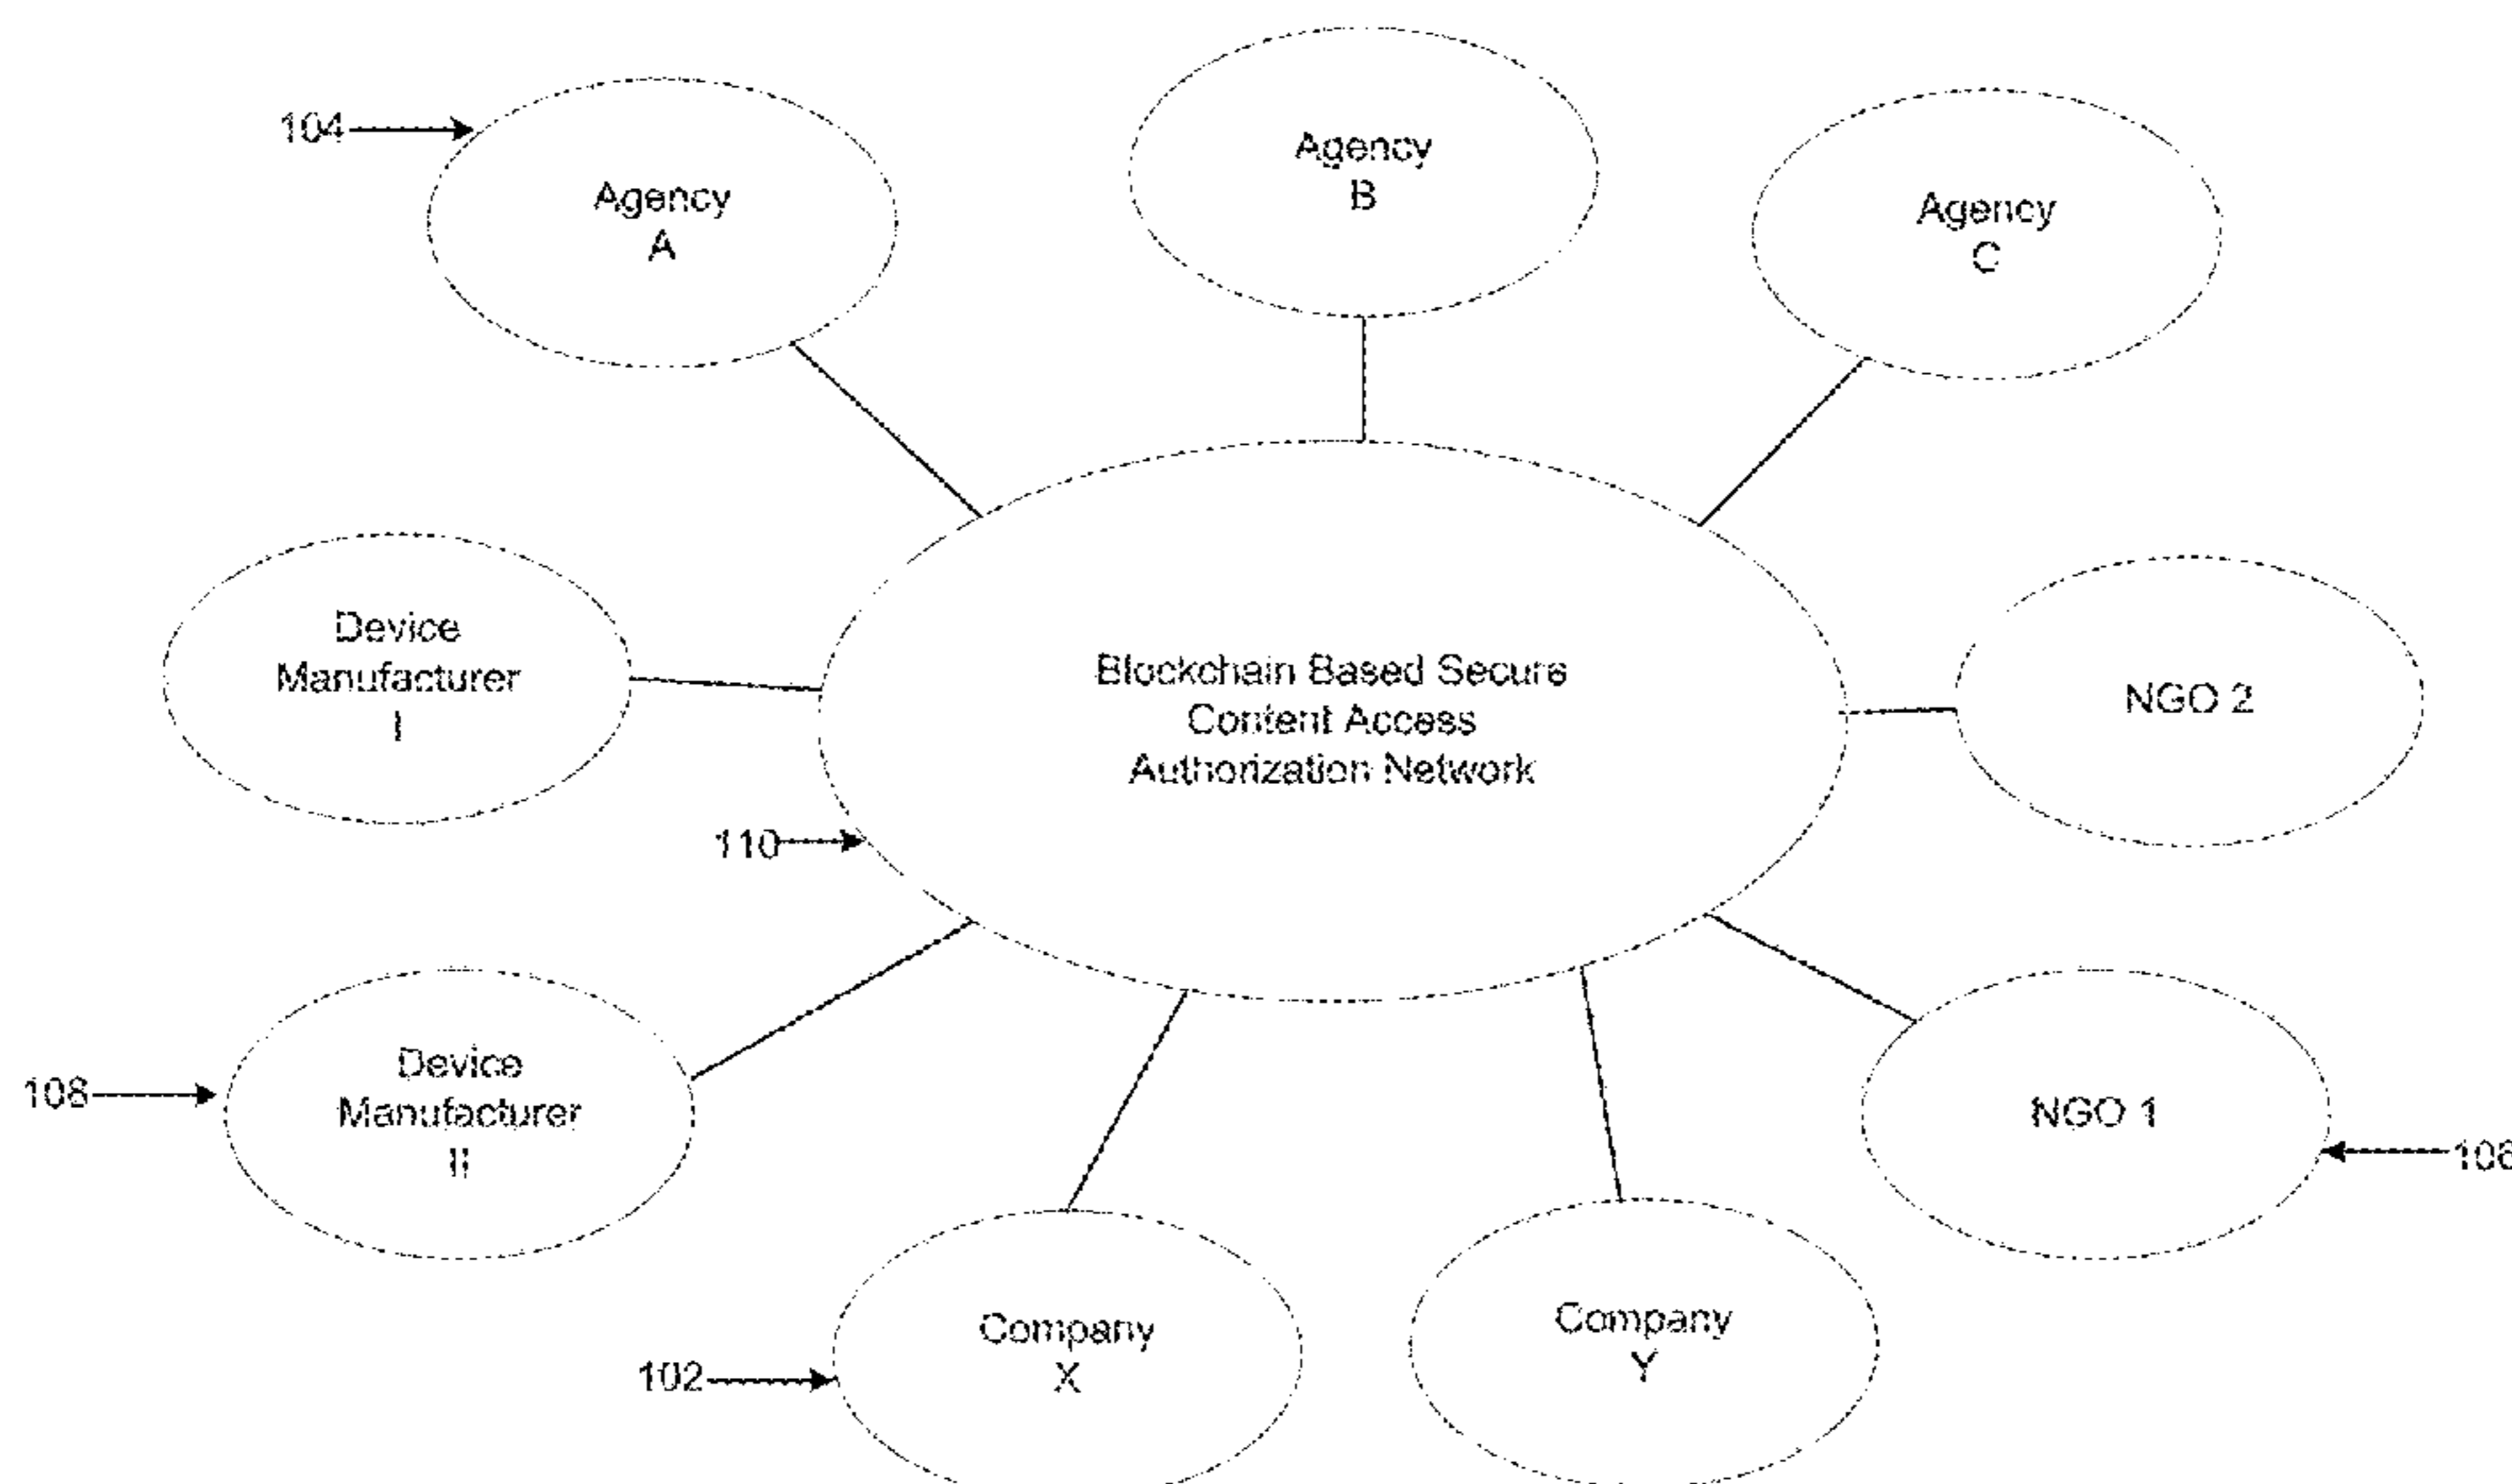 104
Agency
A
Agency
B
Agency
C
Device
Manufacturer
I
Blockchain Based Secure
Content Access
Authorization Network
NGO 2
110
108
Device
Manufacturer
II
NGO 1
106
Company
X
102
Company
Y